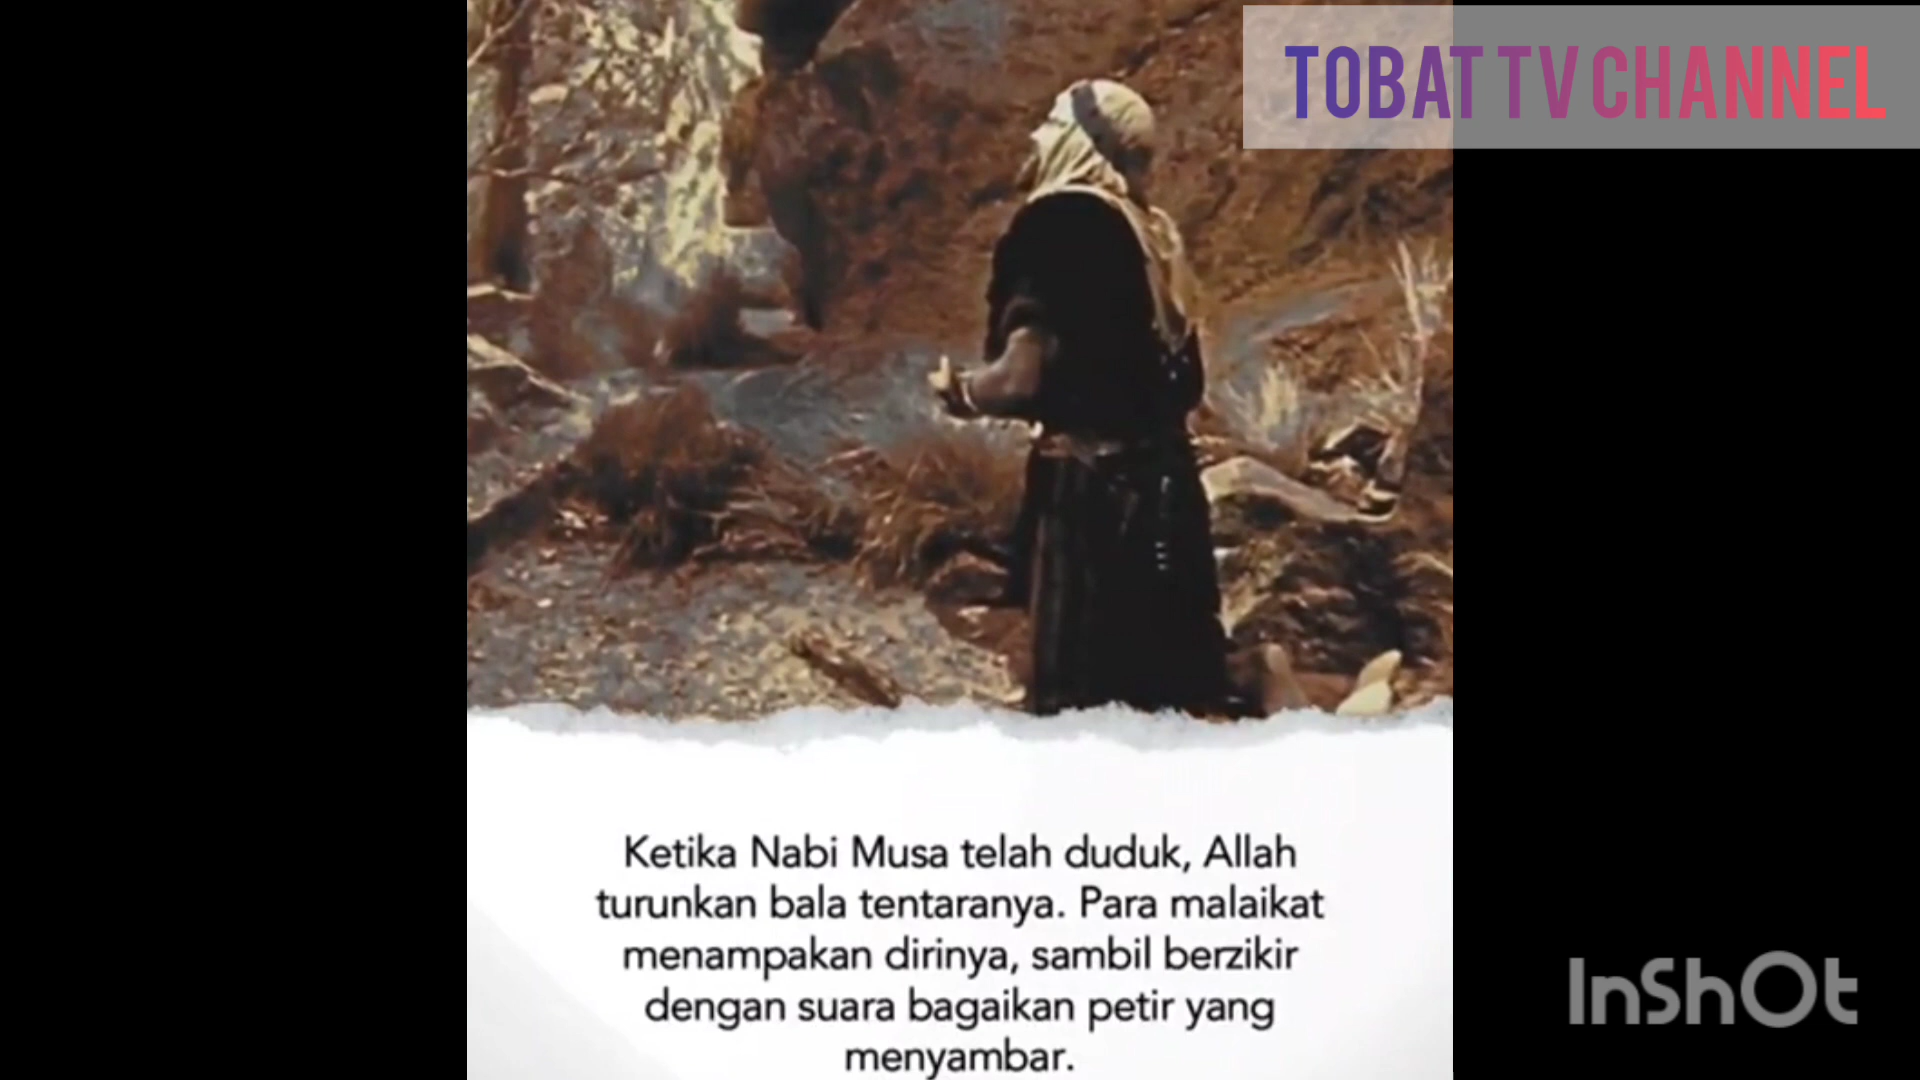 TOBAT TV CHANNEL
Ketika Nabi Musa telah duduk, Allah
turunkan bala tentaranya. Para malaikat
menampakan dirinya, sambil berzikir
dengan suara bagaikan petir yang
menyambar.
InShOt